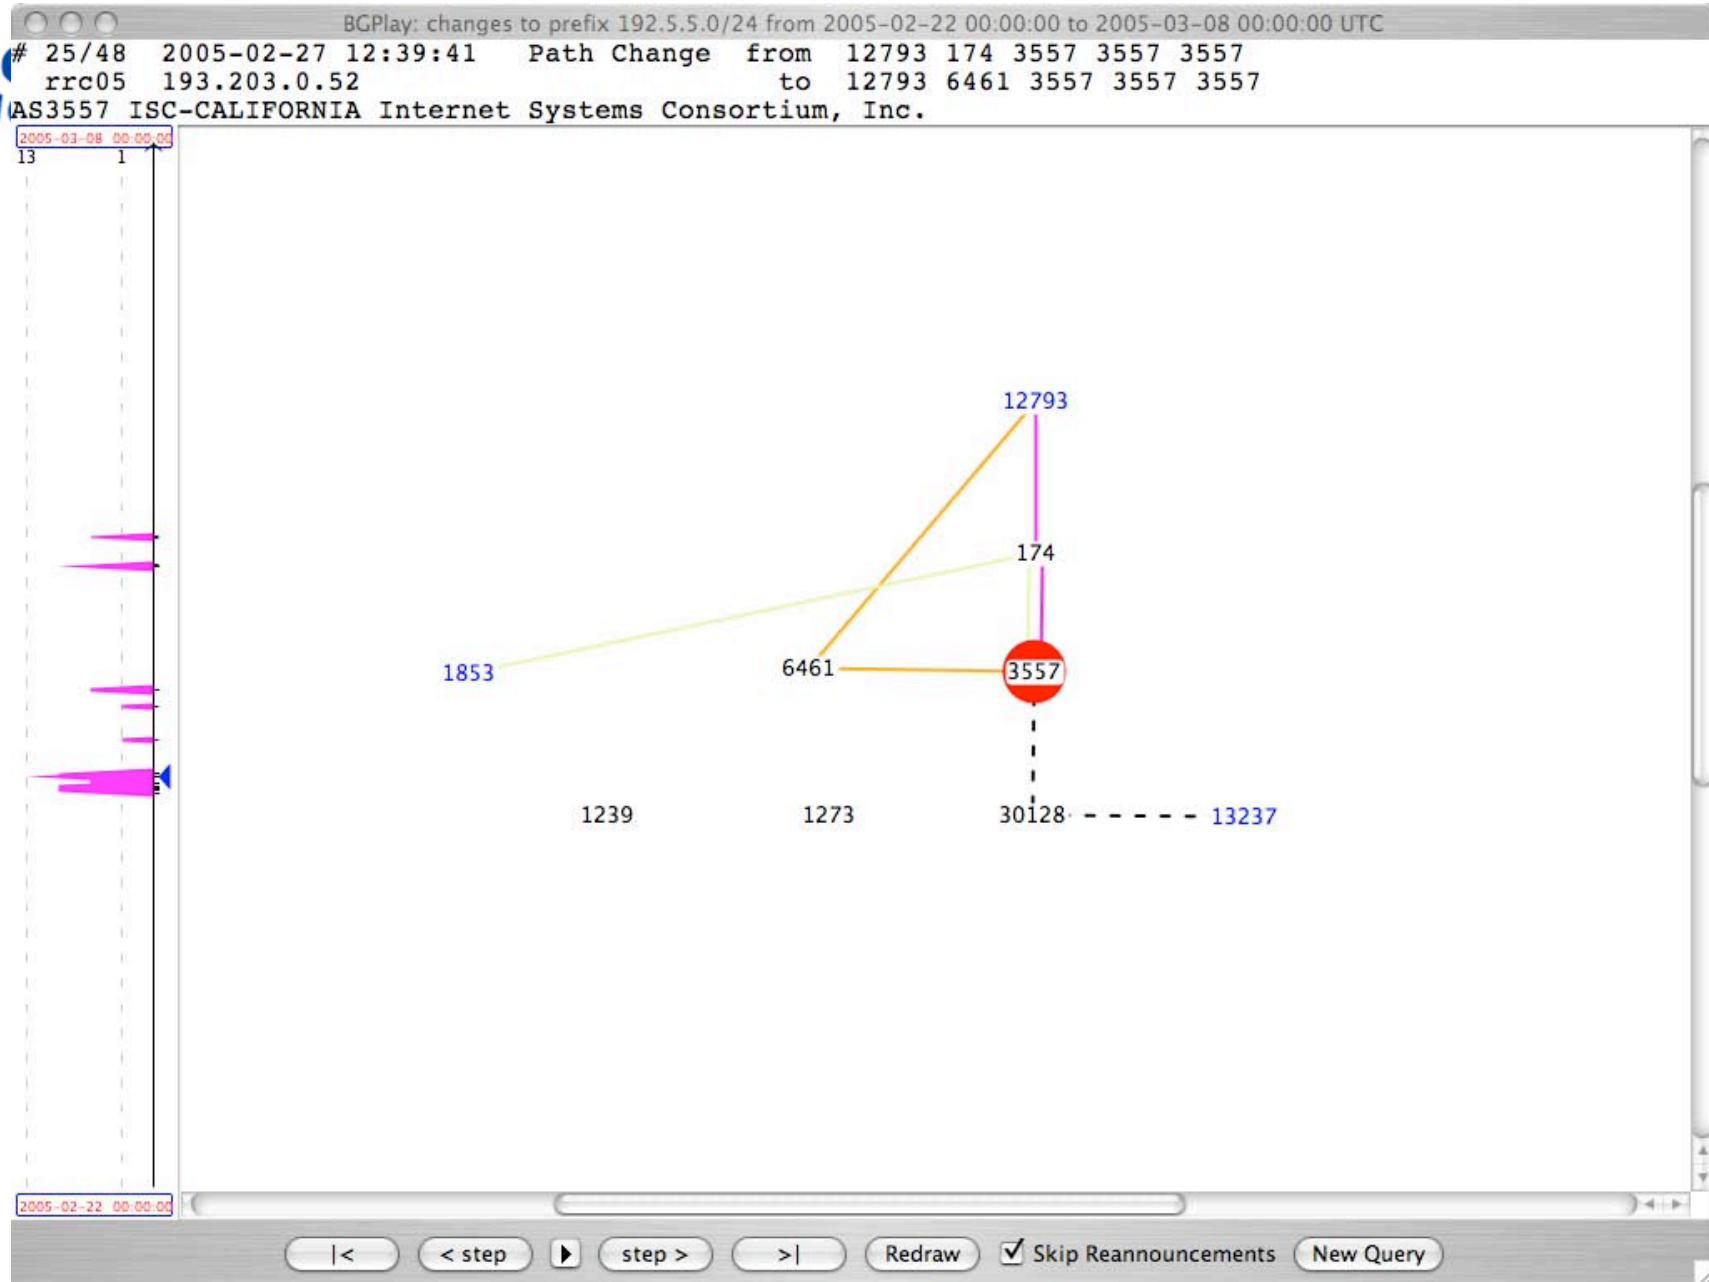 BGPlay: changes to prefix 192.5.5.0/24 from 2005-02-22 00:00:00 to 2005-03-08 00:00:00 UTC
# 25/48 2005-02-27 12:39:41 Path Change from 12793 174 3557 3557 3557
rrc05 193.203.0.52 to 12793 6461 3557 3557 3557
AS3557 ISC-CALIFORNIA Internet Systems Consortium, Inc.
2005-03-08 00:00:00
13 1
12793
174
1853 6461 3557
1239 1273 30128 13237
2005-02-22 00:00:00
|< < step step > >| Redraw Skip Reannouncements New Query